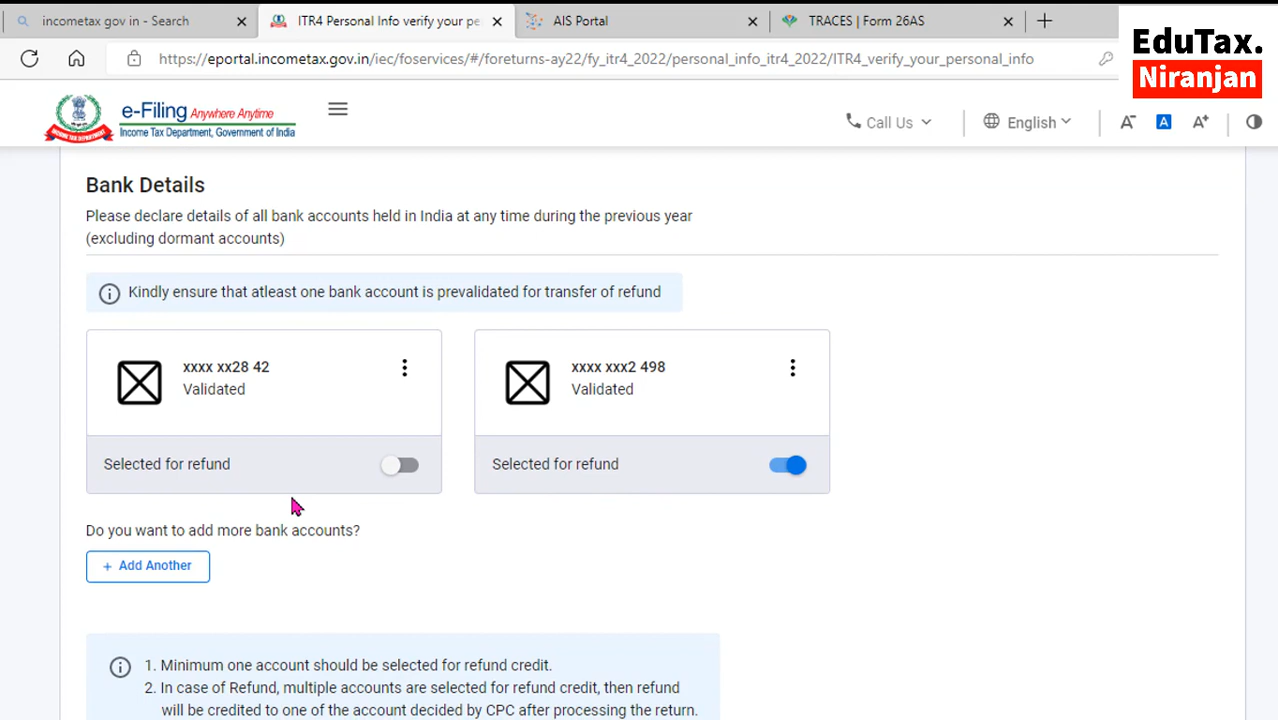 incometax gov in - Search
ITR4 Personal Info verify your pe
AIS Portal
TRACES | Form 26AS
EduTax.
Niranjan
https://eportal.incometax.gov.in/iec/foservices/#/foreturns-ay22/fy_itr4_2022/personal_info_itr4_2022/ITR4_verify_your_personal_info
e-Filing Anywhere Anytime
Income Tax Department, Government of India
Call Us
English
A-
A
A+
Bank Details
Please declare details of all bank accounts held in India at any time during the previous year
(excluding dormant accounts)
Kindly ensure that atleast one bank account is prevalidated for transfer of refund
xxxx xx28 42
Validated
Selected for refund
xxxx xxx2 498
Validated
Selected for refund
Do you want to add more bank accounts?
+ Add Another
1. Minimum one account should be selected for refund credit.
2. In case of Refund, multiple accounts are selected for refund credit, then refund
will be credited to one of the account decided by CPC after processing the return.